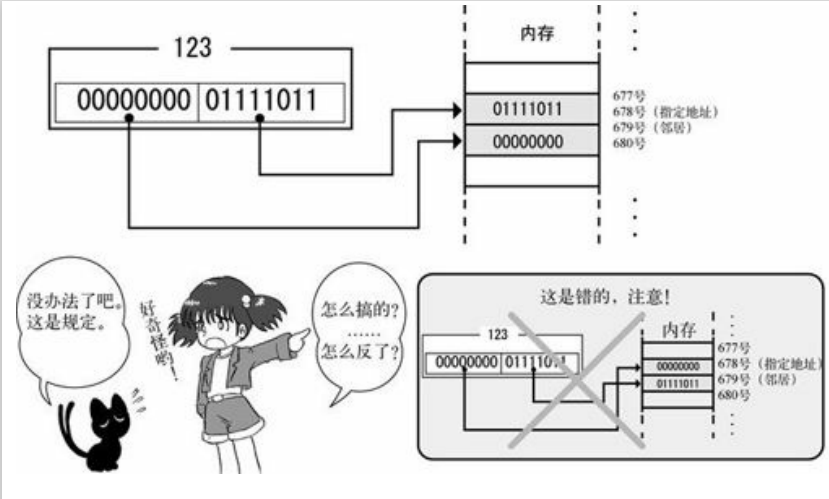 123
00000000 01111011
内存
01111011
00000000
677号
678号（指定地址）
679号（邻居）
680号
没办法了吧。
这是规定。
好奇怪哟！
怎么搞的？
……
怎么反了？
这是错的，注意！
123
00000000 01111011
内存
00000000
01111011
677号
678号（指定地址）
679号（邻居）
680号